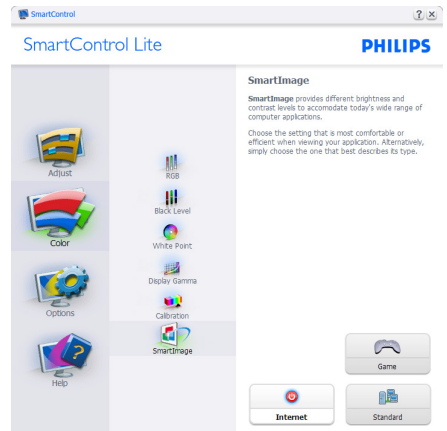 SmartControl
SmartControl Lite
PHILIPS
Adjust
Color
Options
Help
RGB
Black Level
White Point
Display Gamma
Calibration
SmartImage
SmartImage
SmartImage provides different brightness and
contrast levels to accomodate today's wide range of
computer applications.
Choose the setting that is most comfortable or
efficient when viewing your application. Alternatively,
simply choose the one that best describes its type.
Game
Internet
Standard